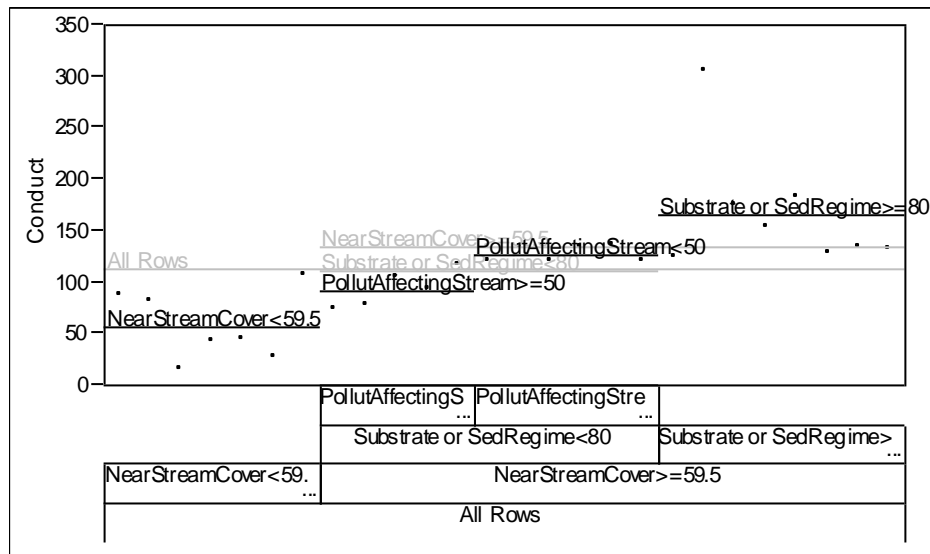 350
300
250
200
150
100
50
0
Conduct
Substrate or SedRegime>=80
NearStreamCover>=59.5
PollutAffectingStream<50
All Rows
Substrate or SedRegime<80
PollutAffectingStream>=50
NearStreamCover<59.5
PollutAffectingS ...
PollutAffectingStre ...
Substrate or SedRegime<80
Substrate or SedRegime> ...
NearStreamCover<59. ...
NearStreamCover>=59.5
All Rows